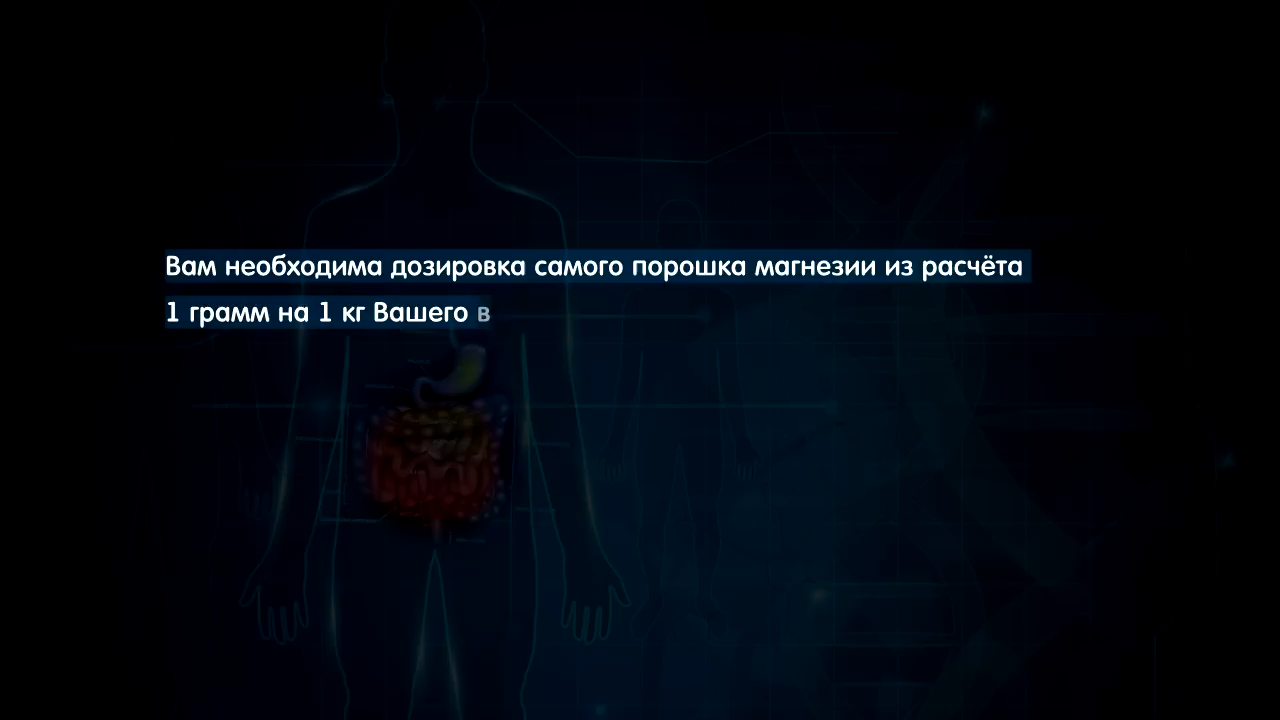 Вам необходима дозировка самого порошка магнезии из расчёта
1 грамм на 1 кг Вашего в